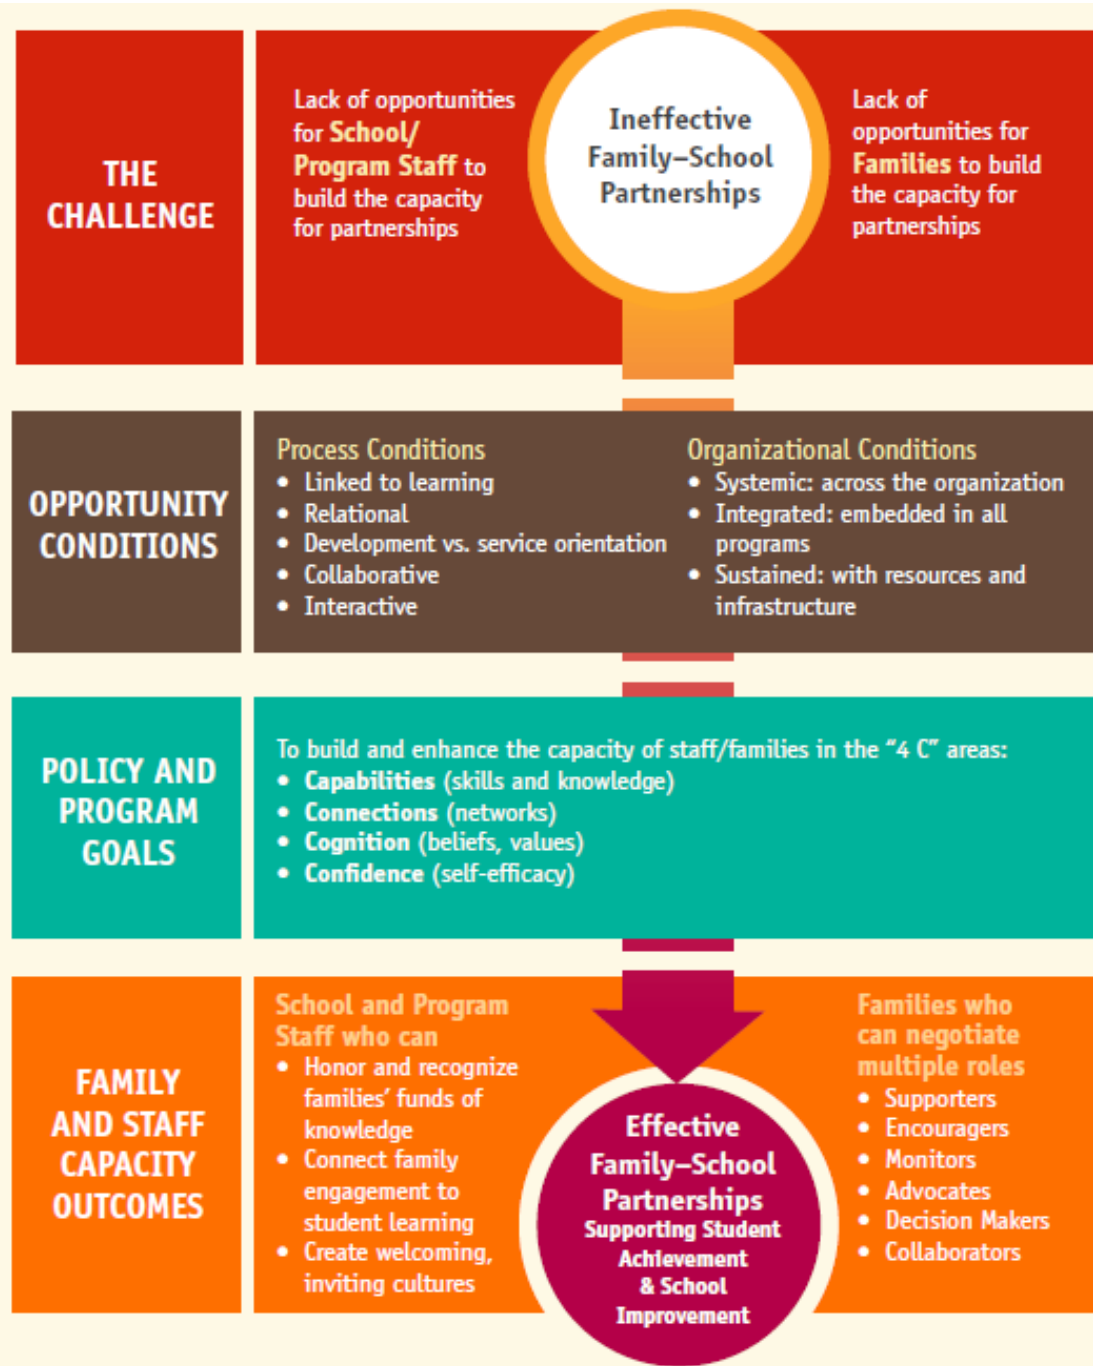 THE
CHALLENGE
Lack of opportunities
for School/
Program Staff to
build the capacity
for partnerships
Ineffective
Family–School
Partnerships
Lack of
opportunities for
Families to build
the capacity for
partnerships
OPPORTUNITY
CONDITIONS
Process Conditions
• Linked to learning
• Relational
• Development vs. service orientation
• Collaborative
• Interactive
Organizational Conditions
• Systemic: across the organization
• Integrated: embedded in all
programs
• Sustained: with resources and
infrastructure
POLICY AND
PROGRAM
GOALS
To build and enhance the capacity of staff/families in the “4 C” areas:
• Capabilities (skills and knowledge)
• Connections (networks)
• Cognition (beliefs, values)
• Confidence (self-efficacy)
FAMILY
AND STAFF
CAPACITY
OUTCOMES
School and Program
Staff who can
• Honor and recognize
families’ funds of
knowledge
• Connect family
engagement to
student learning
• Create welcoming,
inviting cultures
Effective
Family–School
Partnerships
Supporting Student
Achievement
& School
Improvement
Families who
can negotiate
multiple roles
• Supporters
• Encouragers
• Monitors
• Advocates
• Decision Makers
• Collaborators